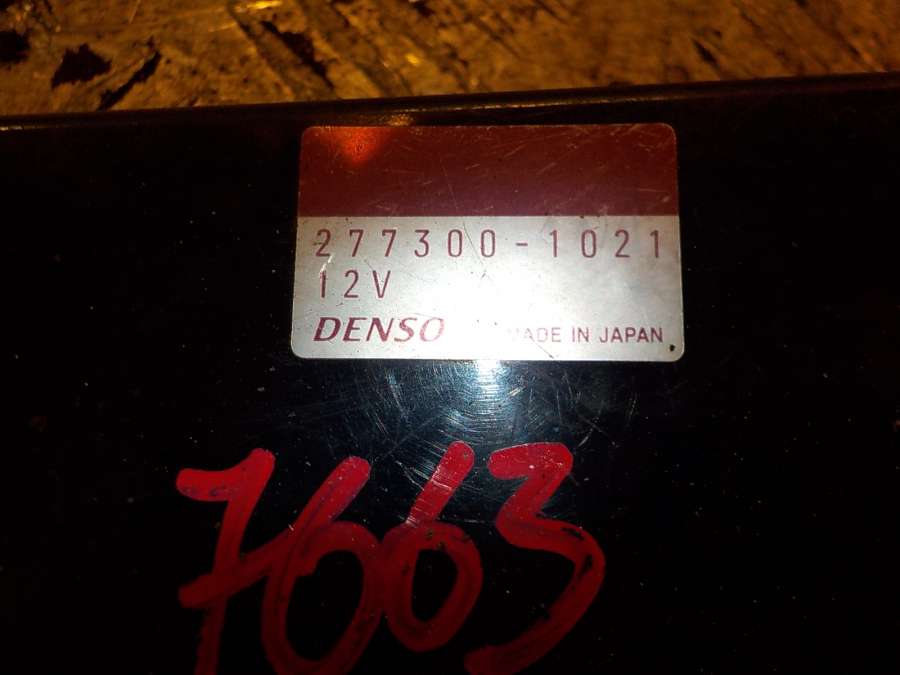 277300-1021
12V
DENSO MADE IN JAPAN
7663